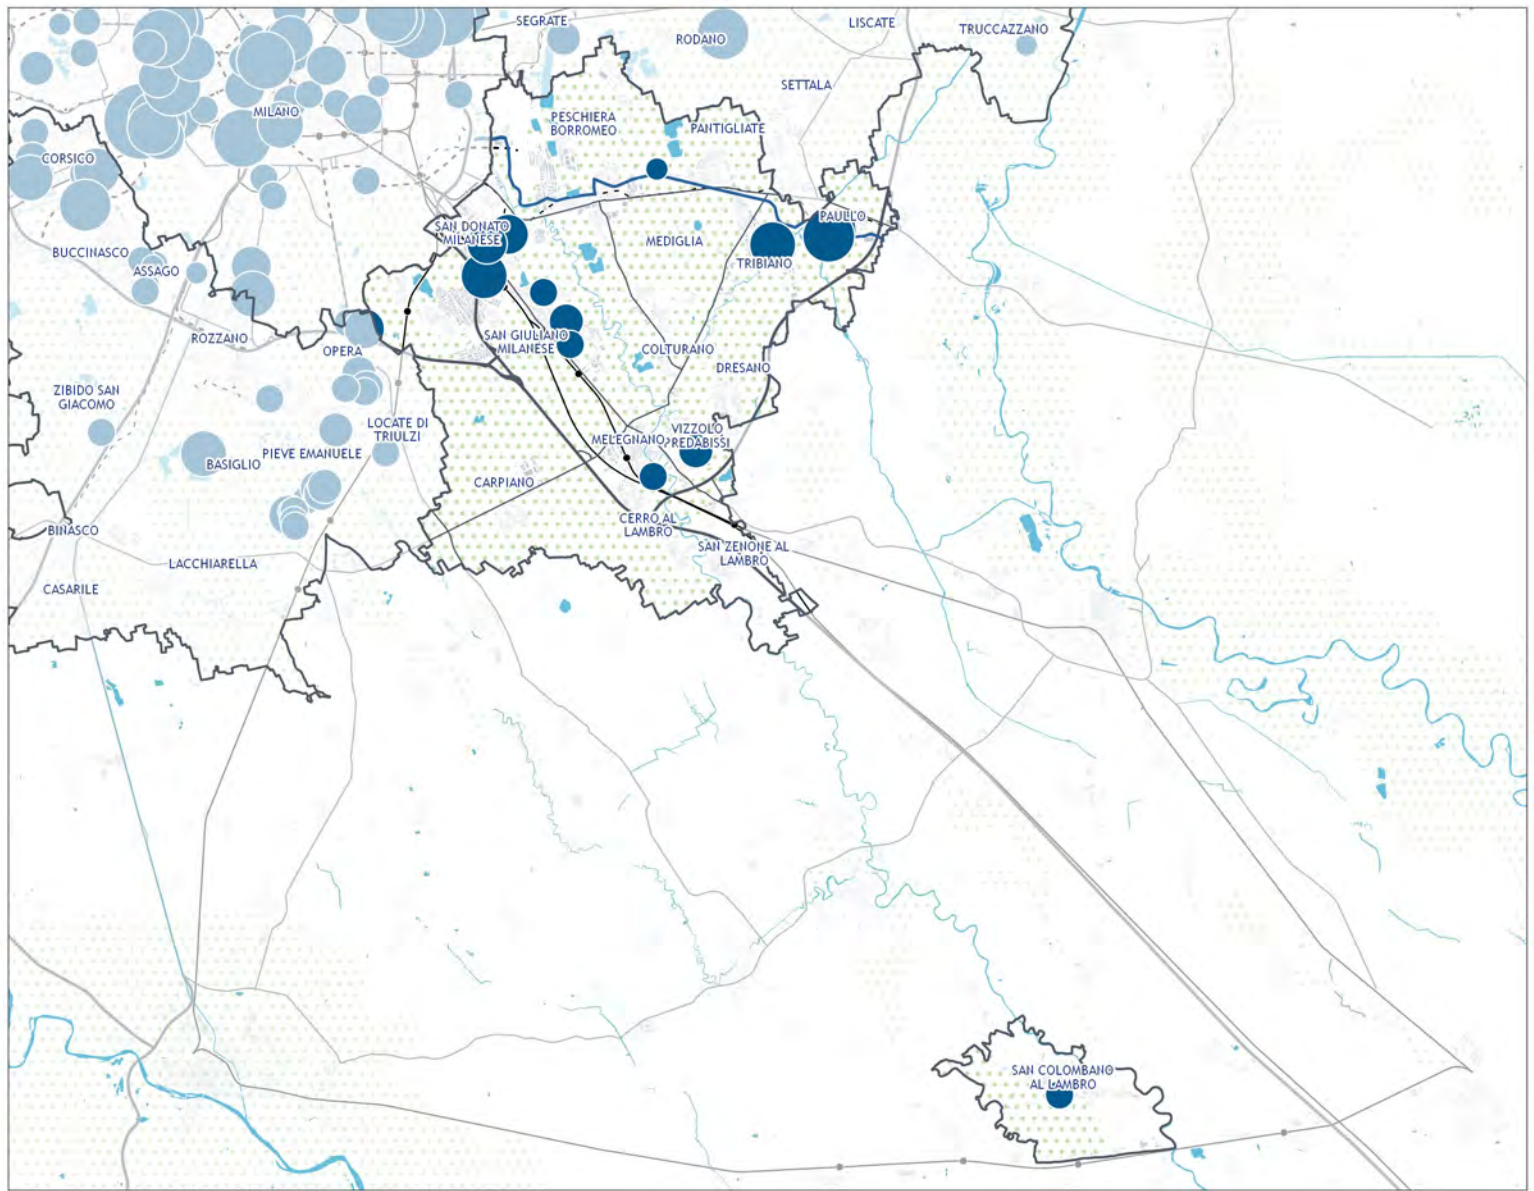 SEGRATE
LISCATE
TRUCCAZZANO
RODANO
SETTALA
MILANO
PESCHIERA
BORROMEO
PANTIGLIATE
CORSICO
PAULLO
SAN DONATO
MILANESE
MEDIGLIA
BUCCINASCO
ASSAGO
TRIBIANO
ROZZANO
OPERA
SAN GIULIANO
MILANESE
COLTURANO
DRESANO
ZIBIDO SAN
GIACOMO
LOCATE DI
TRIULZI
MELEGNANO
VIZZOLO
PREDABISSI
PIEVE EMANUELE
BASIGLIO
CARPIANO
BINASCO
CERRO AL
LAMBRO
SAN ZENONE AL
LAMBRO
LACCHIARELLA
CASARILE
SAN COLOMBANO
AL LAMBRO